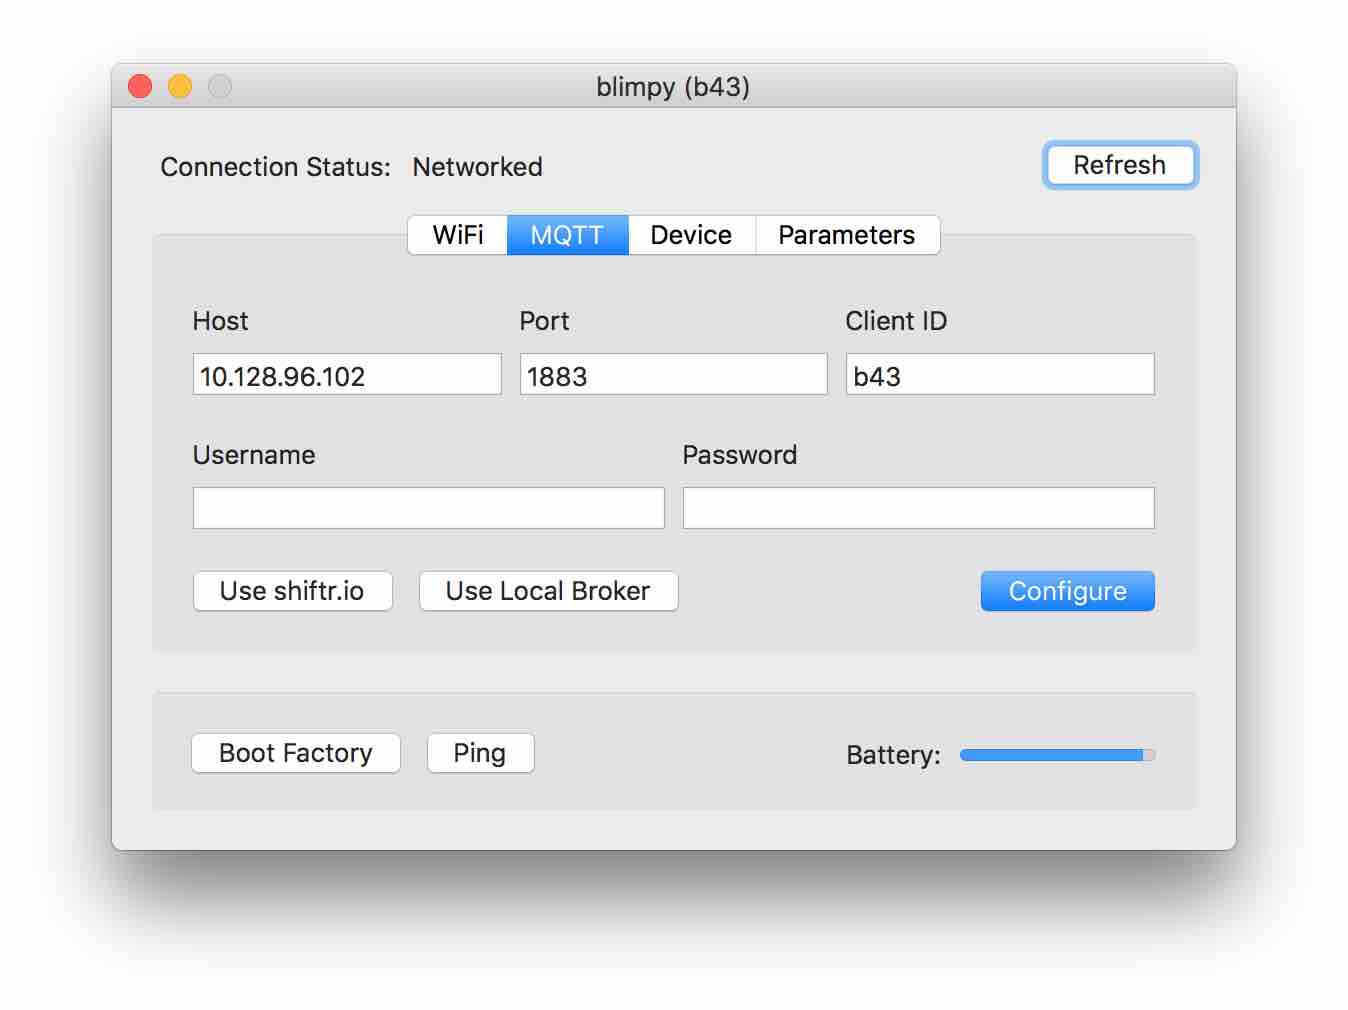 blimpy (b43)
Connection Status: Networked
Refresh
WiFi MQTT Device Parameters
Host Port Client ID
10.128.96.102 1883 b43
Username Password
Use shiftr.io Use Local Broker Configure
Boot Factory Ping Battery: